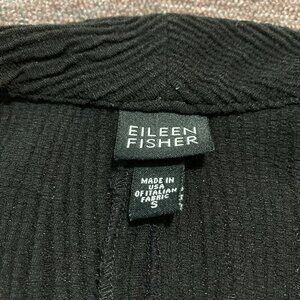 EILEEN
FISHER
MADE IN
USA
OF ITALIAN
FABRIC
S